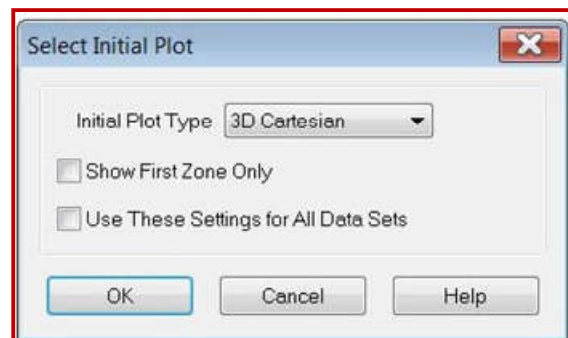 Select Initial Plot
Initial Plot Type 3D Cartesian
Show First Zone Only
Use These Settings for All Data Sets
OK Cancel Help